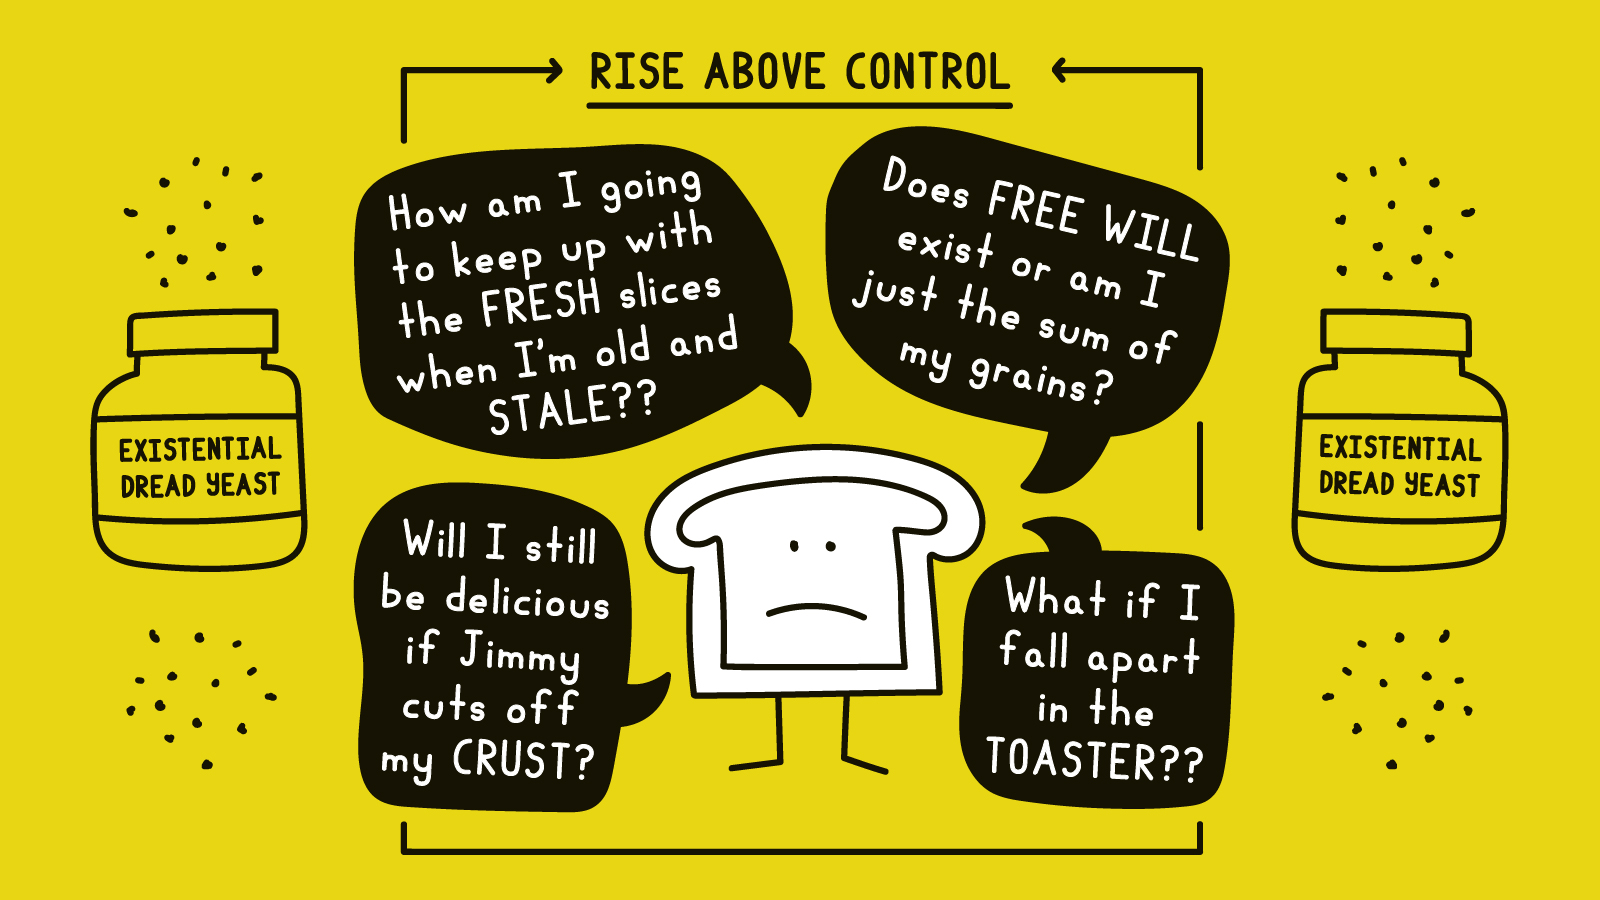 RISE ABOVE CONTROL
How am I going
to keep up with
the FRESH slices
when I'm old and
STALE??
Does FREE WILL
exist or am I
just the sum of
my grains?
EXISTENTIAL
DREAD YEAST
EXISTENTIAL
DREAD YEAST
Will I still
be delicious
if Jimmy
cuts off
my CRUST?
What if I
fall apart
in the
TOASTER??